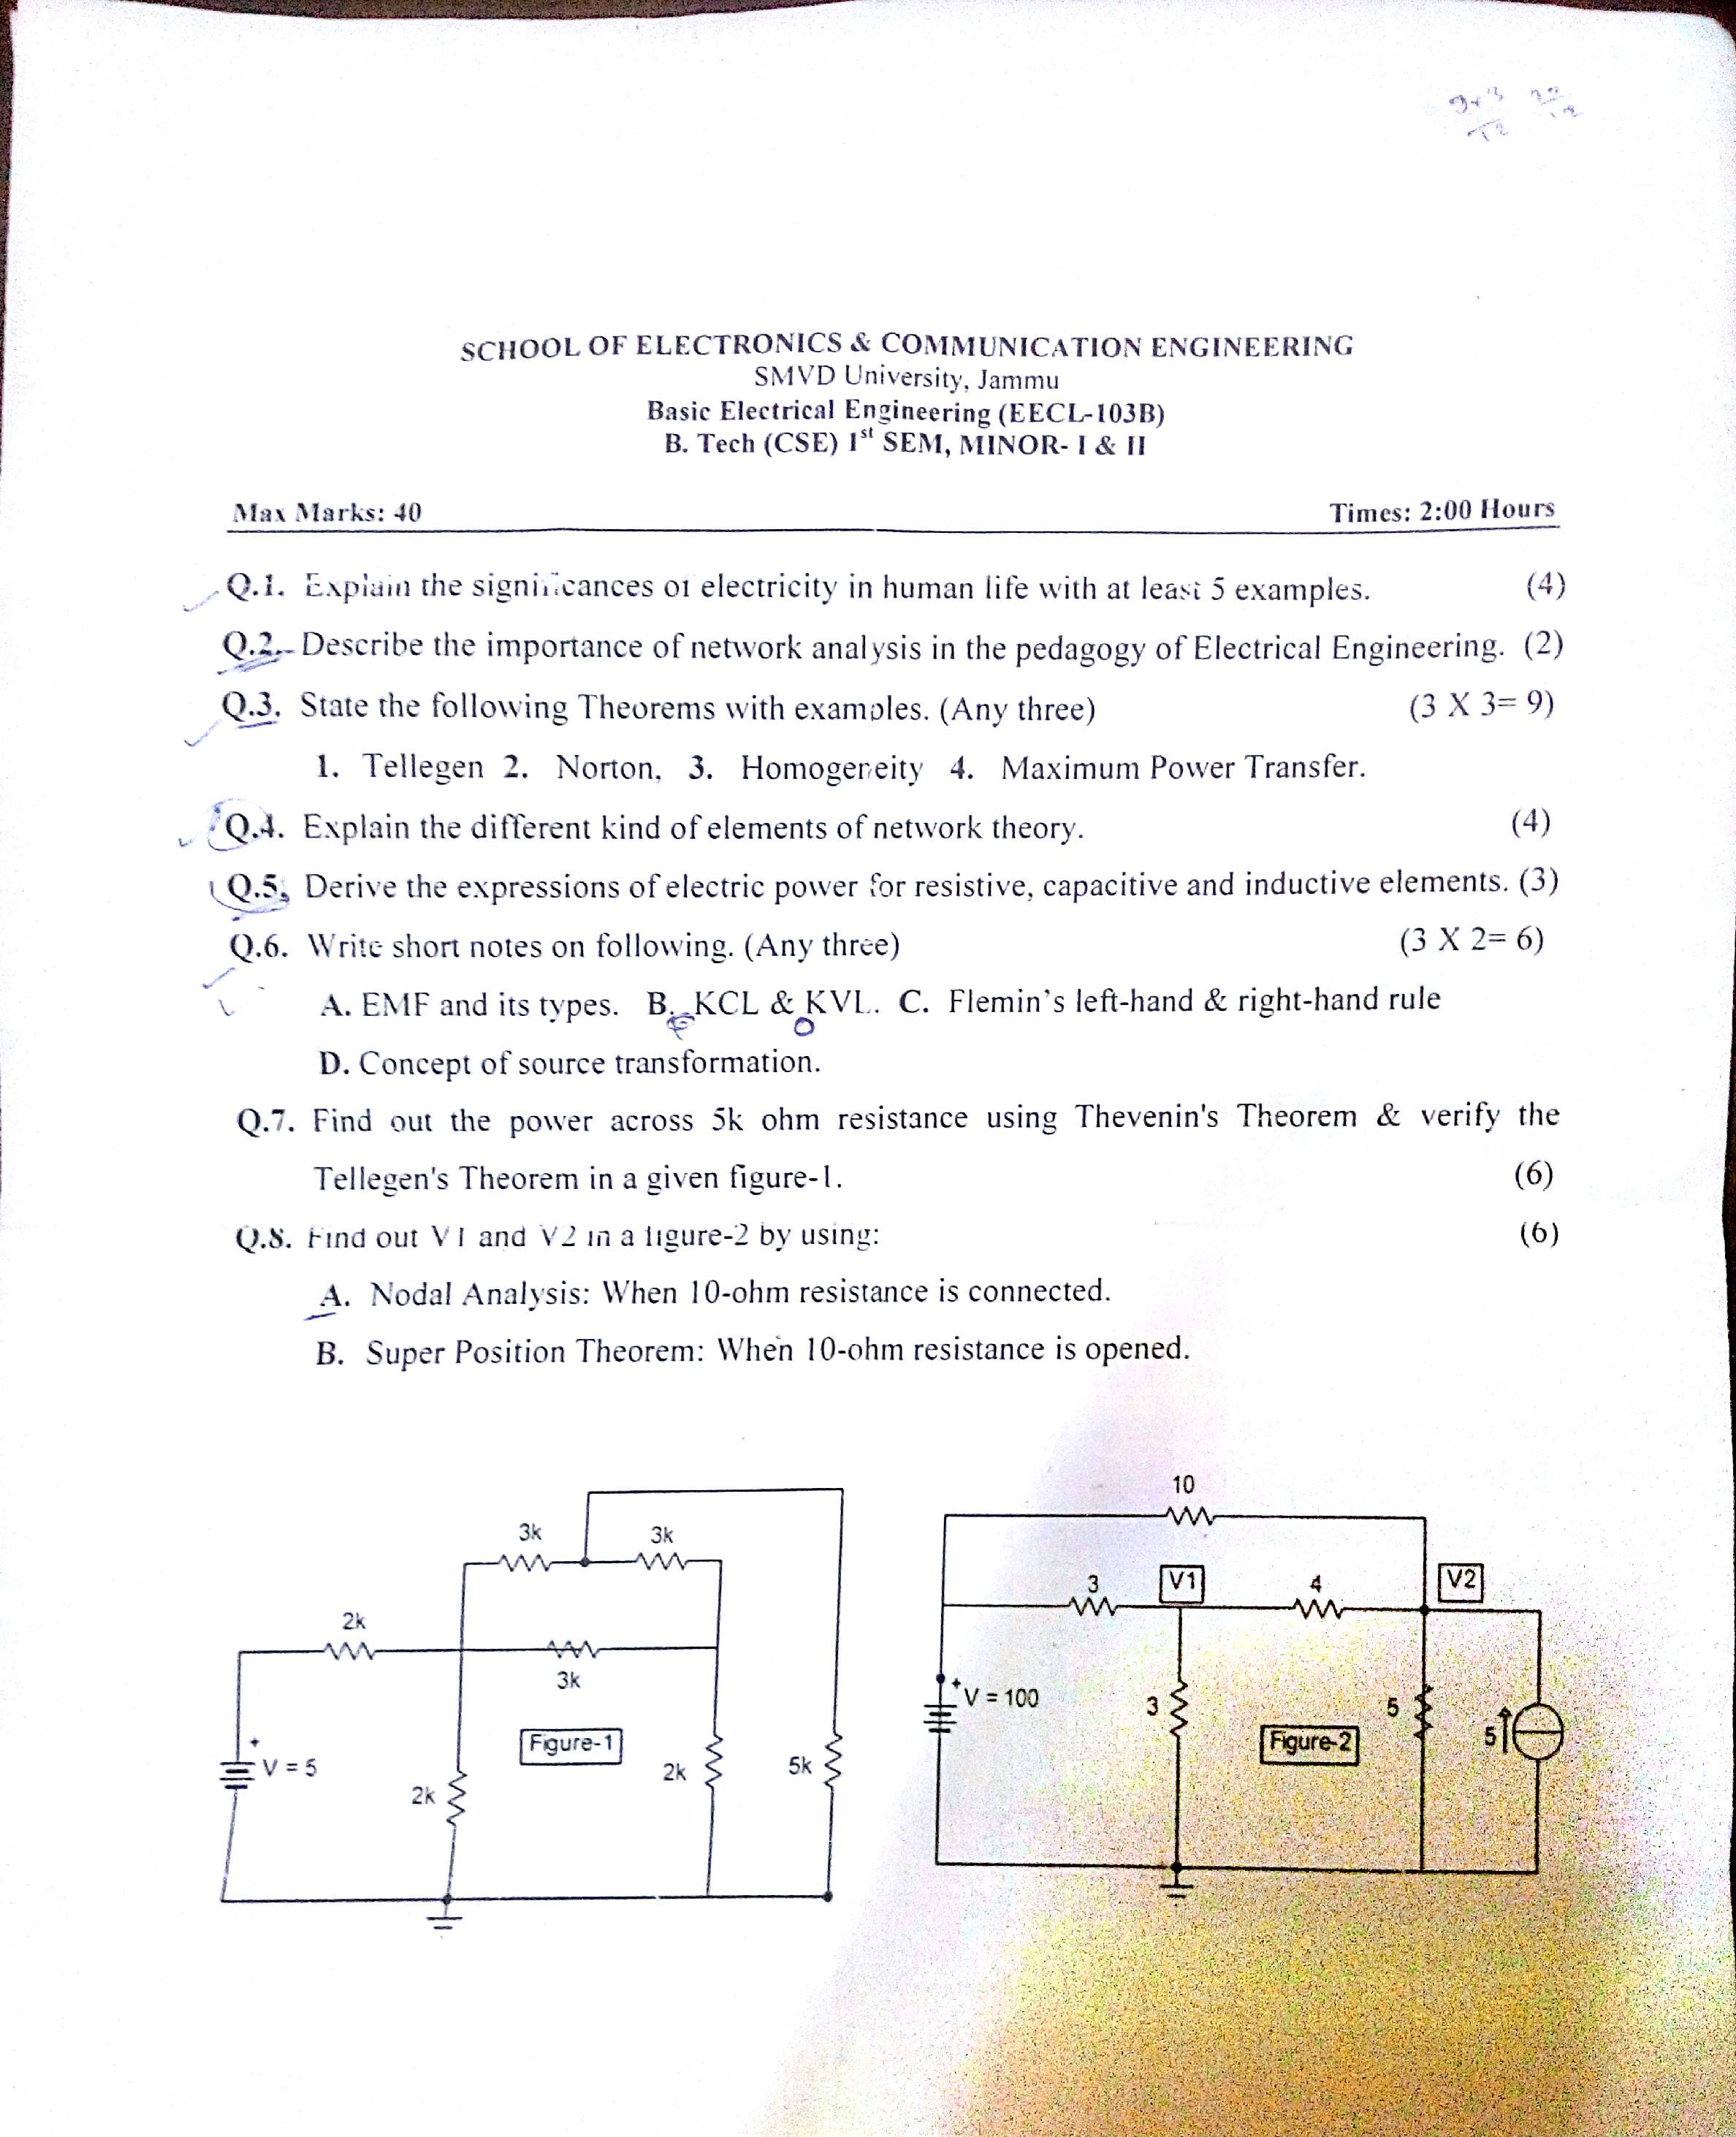 SCHOOL OF ELECTRONICS & COMMUNICATION ENGINEERING
SMVD University, Jammu
Basic Electrical Engineering (EECL-103B)
B. Tech (CSE) 1st SEM, MINOR- I & II
Max Marks: 40 Times: 2:00 Hours
Q.1. Explain the significances of electricity in human life with at least 5 examples. (4)
Q.2. Describe the importance of network analysis in the pedagogy of Electrical Engineering. (2)
Q.3. State the following Theorems with examples. (Any three) (3 X 3= 9)
1. Tellegen 2. Norton, 3. Homogeneity 4. Maximum Power Transfer.
Q.4. Explain the different kind of elements of network theory. (4)
Q.5. Derive the expressions of electric power for resistive, capacitive and inductive elements. (3)
Q.6. Write short notes on following. (Any three) (3 X 2= 6)
A. EMF and its types. B. KCL & KVL. C. Flemin's left-hand & right-hand rule
D. Concept of source transformation.
Q.7. Find out the power across 5k ohm resistance using Thevenin's Theorem & verify the
Tellegen's Theorem in a given figure-1. (6)
Q.8. Find out V1 and V2 in a figure-2 by using: (6)
A. Nodal Analysis: When 10-ohm resistance is connected.
B. Super Position Theorem: When 10-ohm resistance is opened.
3k 3k
2k
3k
+
V = 5
Figure-1
2k
2k
5k
10
3 V1 4 V2
+
V = 100
3
Figure-2
5
5